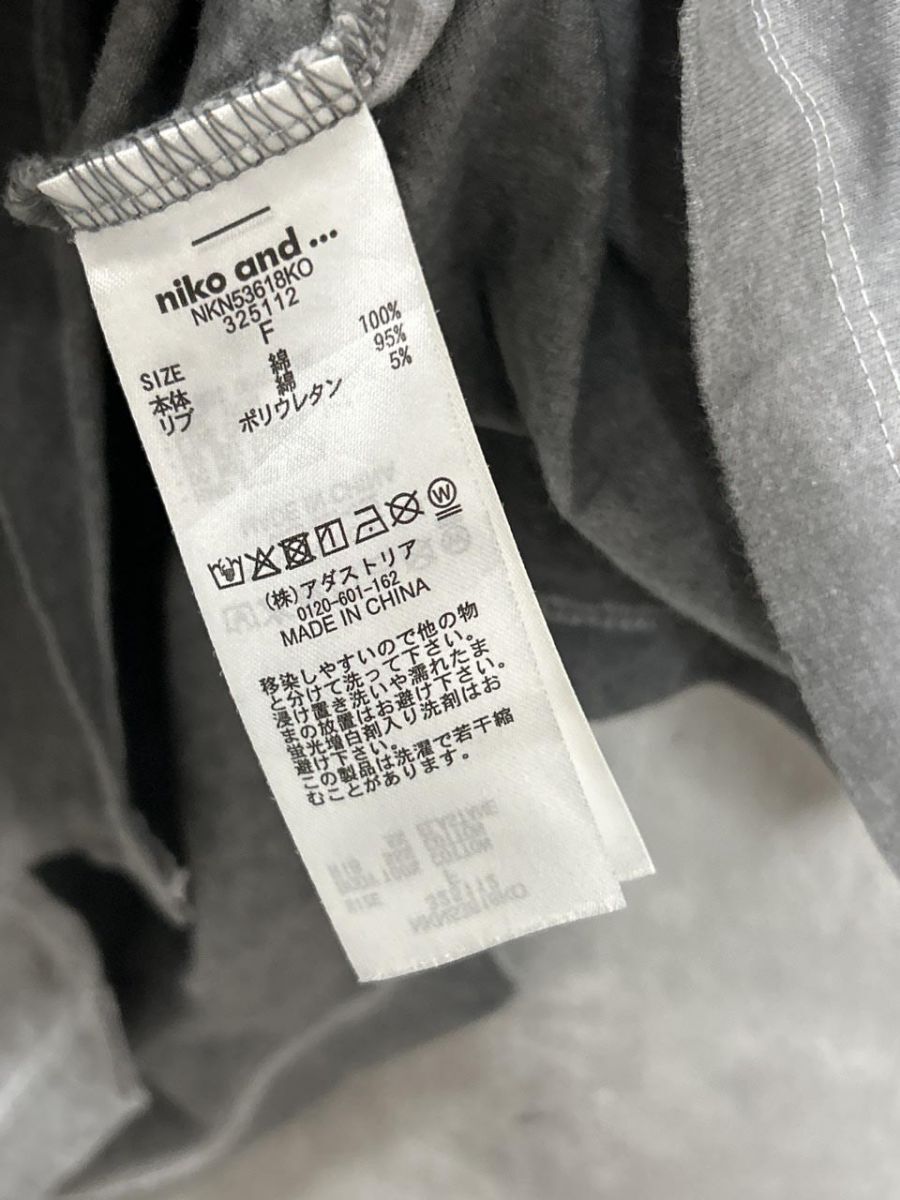 niko and ...
NKN53618KO
325112
SIZE F
本体 綿 100%
リブ 綿 95%
ポリウレタン 5%
W
(株)アダストリア
0120-601-162
MADE IN CHINA
移染しやすいので他の物
と分けて洗って下さい。
浸け置き洗いや濡れたま
まの放置はお避け下さい。
蛍光増白剤入り洗剤はお
避け下さい。
この製品は洗濯で若干縮
むことがあります。